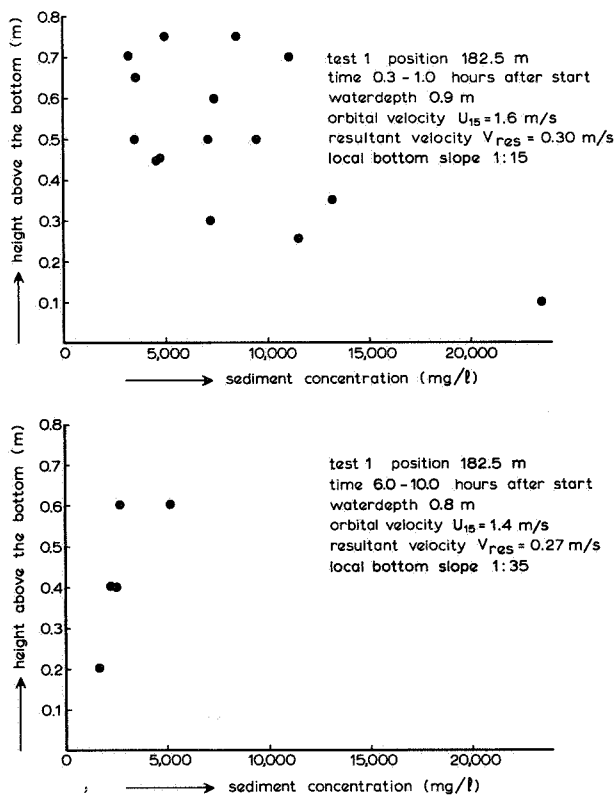 0.8
0.7
0.6
0.5
0.4
0.3
0.2
0.1
height above the bottom (m)
test 1 position 182.5 m
time 0.3 - 1.0 hours after start
waterdepth 0.9 m
orbital velocity U15 = 1.6 m/s
resultant velocity Vres = 0.30 m/s
local bottom slope 1:15
0 5,000 10,000 15,000 20,000
sediment concentration (mg/ℓ)
0.8
0.7
0.6
0.5
0.4
0.3
0.2
0.1
height above the bottom (m)
test 1 position 182.5 m
time 6.0 - 10.0 hours after start
waterdepth 0.8 m
orbital velocity U15 = 1.4 m/s
resultant velocity Vres = 0.27 m/s
local bottom slope 1:35
0 5,000 10,000 15,000 20,000
sediment concentration (mg/ℓ)